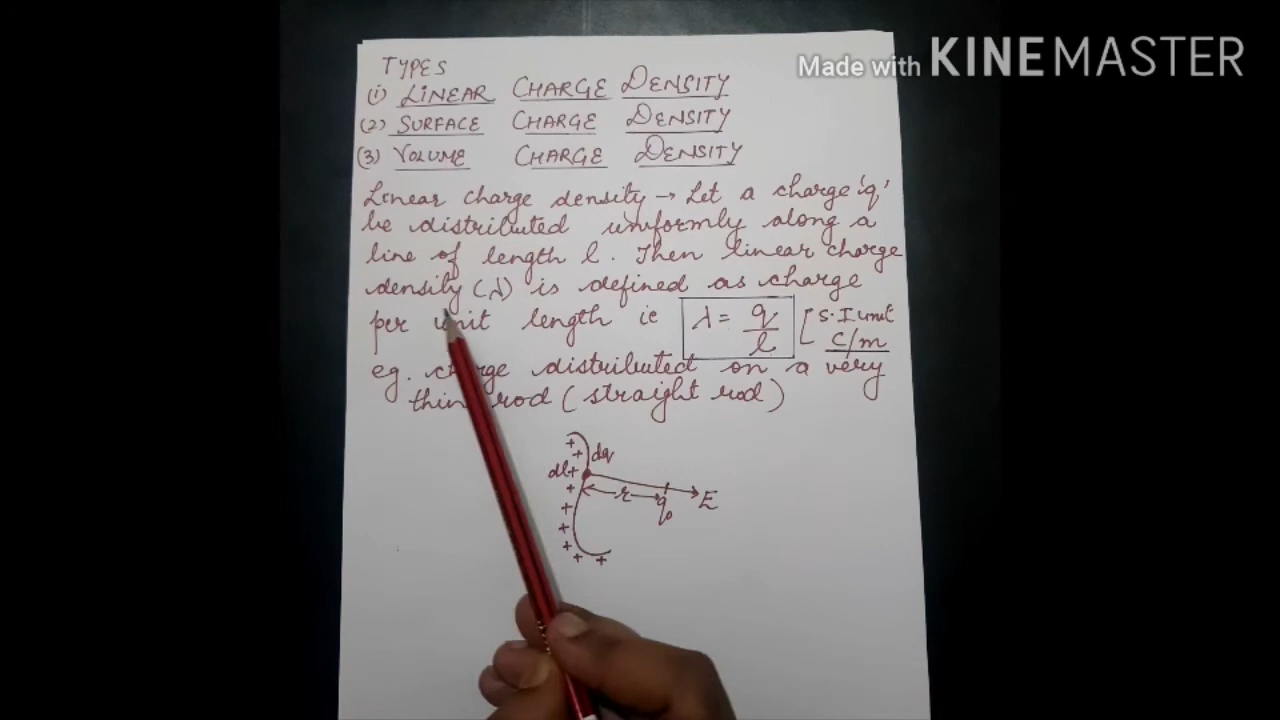 Made with KINEMASTER
TYPES
(i) LINEAR CHARGE DENSITY
(2) SURFACE CHARGE DENSITY
(3) VOLUME CHARGE DENSITY
Linear charge density → Let a charge 'q'
be distributed uniformly along a
line of length l. Then linear charge
density (λ) is defined as charge
per unit length ie λ = q/l [S.I unit C/m
eg. charge distributed on a very
thin rod (straight rod)
+ + dq
dl +
+ r q₀ E
+
+
+
+ +